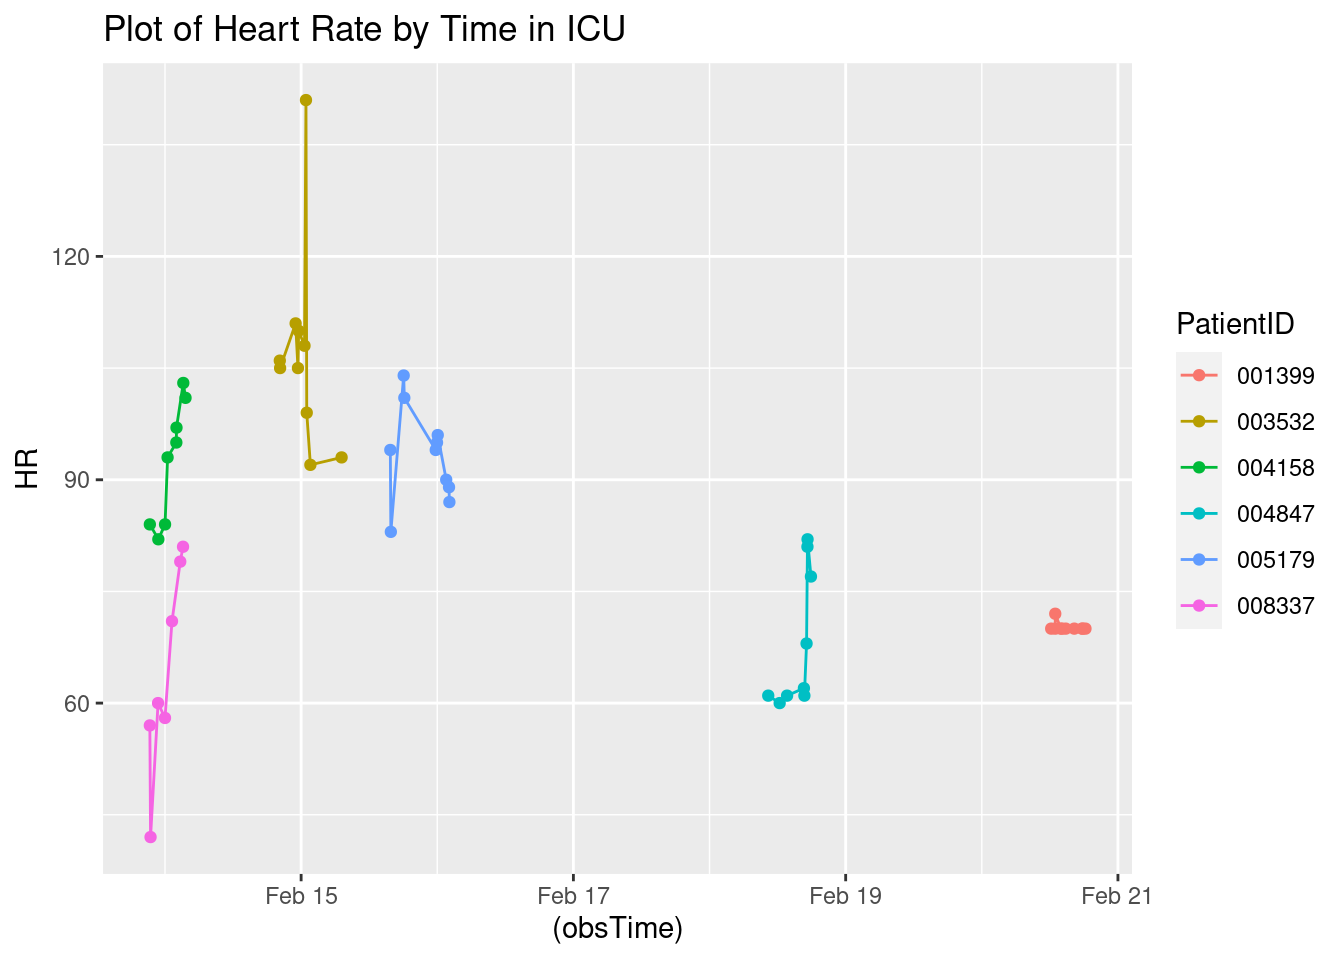 Plot of Heart Rate by Time in ICU
HR
120
90
60
Feb 15
Feb 17
Feb 19
Feb 21
(obsTime)
PatientID
001399
003532
004158
004847
005179
008337